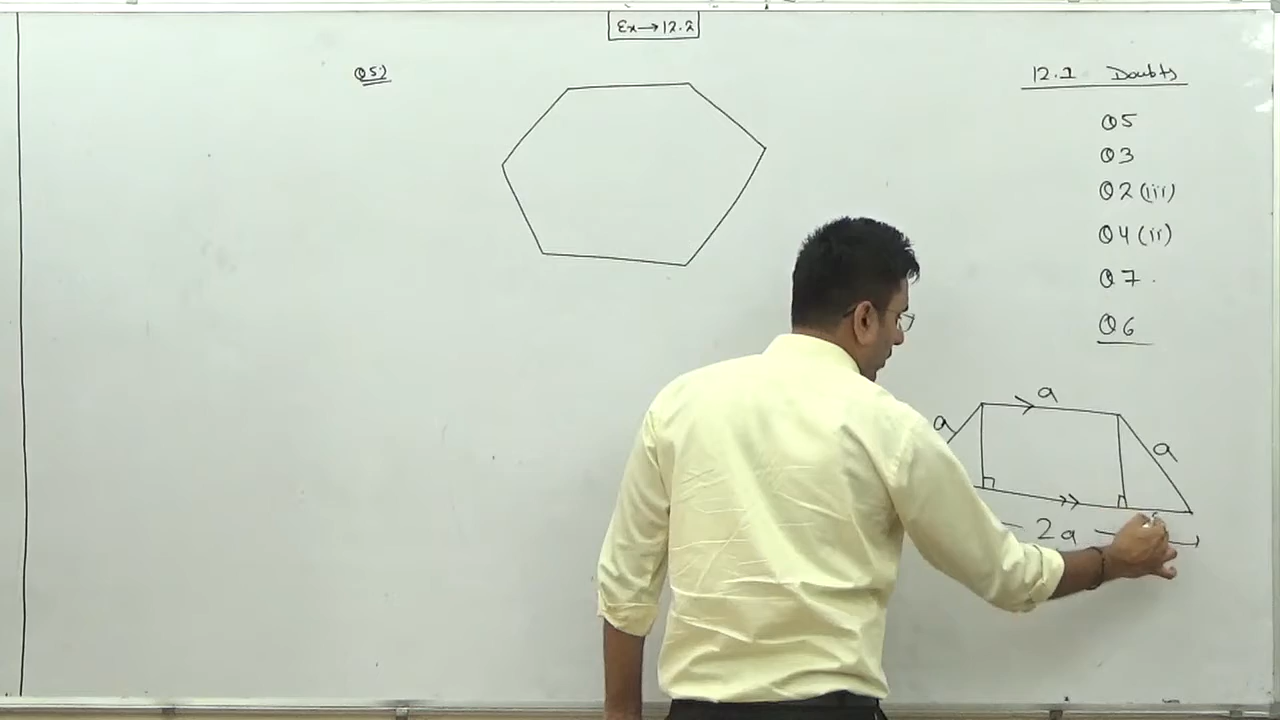 Ex→12.2
Q5)
12.1 Doubts
Q5
Q3
Q2 (iii)
Q4 (ii)
Q7.
Q6
a
a
a
2a